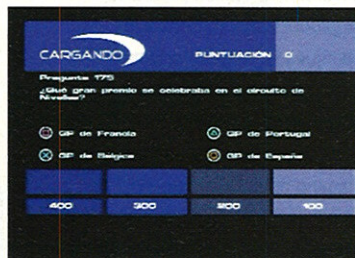 CARGANDO
PUNTUACIÓN 0
Pregunta 175
¿Qué gran premio se celebraba en el circuito de
Nivelles?
GP de Francia
GP de Portugal
GP de Belgica
GP de España
400 300 200 100